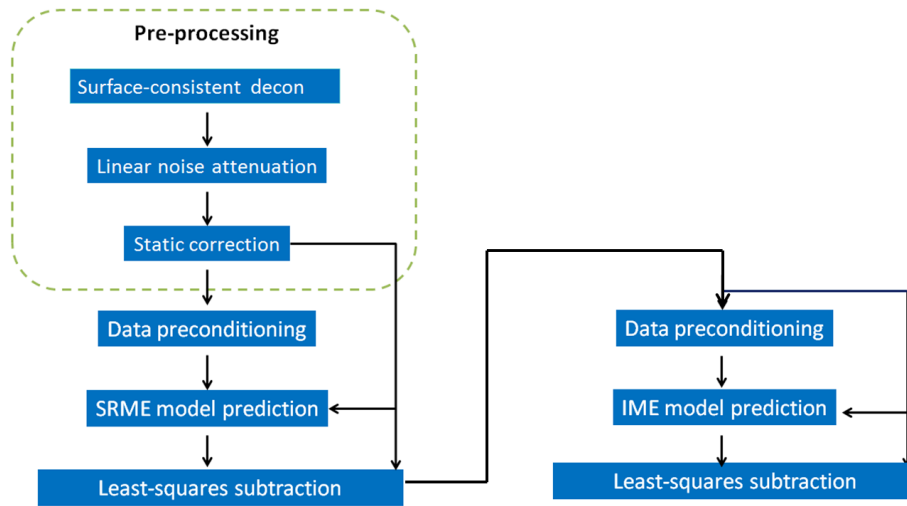 Pre-processing
Surface-consistent decon
Linear noise attenuation
Static correction
Data preconditioning
SRME model prediction
Least-squares subtraction
Data preconditioning
IME model prediction
Least-squares subtraction